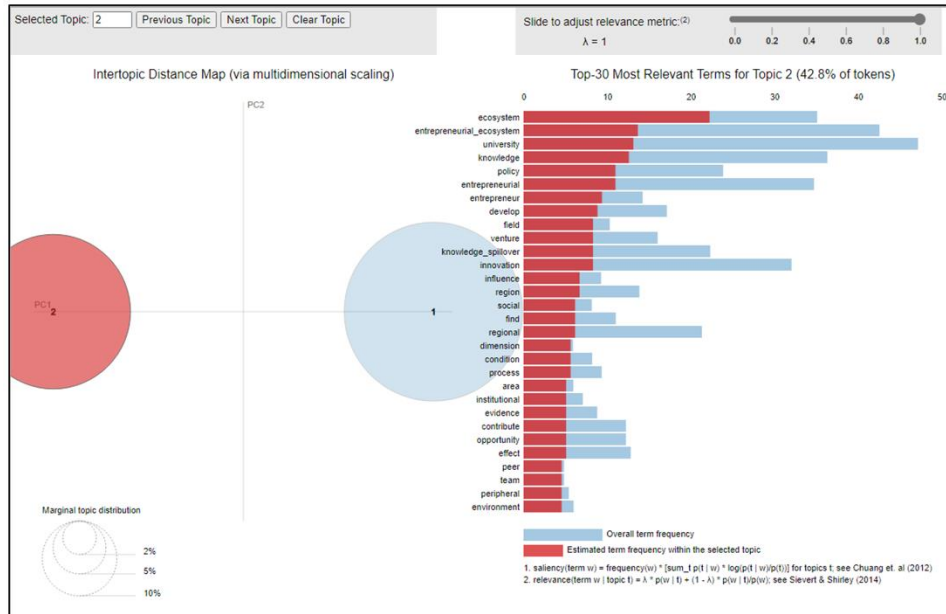 Selected Topic: 2 Previous Topic Next Topic Clear Topic
Slide to adjust relevance metric:(2)
λ = 1
0.0 0.2 0.4 0.6 0.8 1.0
Intertopic Distance Map (via multidimensional scaling)
PC2
PC1
2
1
Marginal topic distribution
2%
5%
10%
Top-30 Most Relevant Terms for Topic 2 (42.8% of tokens)
0 10 20 30 40 50
ecosystem
entrepreneurial_ecosystem
university
knowledge
policy
entrepreneurial
entrepreneur
develop
field
venture
knowledge_spillover
innovation
influence
region
social
find
regional
dimension
condition
process
area
institutional
evidence
contribute
opportunity
effect
peer
team
peripheral
environment
Overall term frequency
Estimated term frequency within the selected topic
1. saliency(term w) = frequency(w) * [sum_t p(t | w) * log(p(t | w)/p(t))] for topics t; see Chuang et. al (2012)
2. relevance(term w | topic t) = λ * p(w | t) + (1 - λ) * p(w | t)/p(w); see Sievert & Shirley (2014)